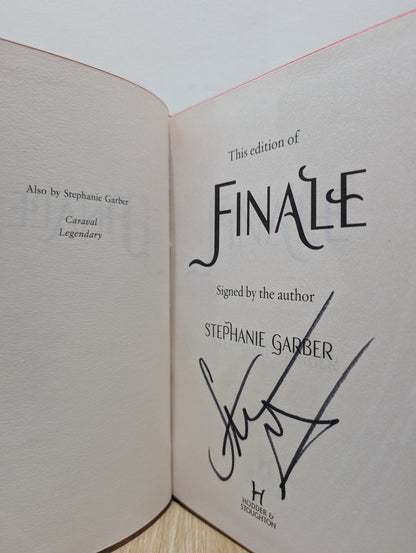 Also by Stephanie Garber
Caraval
Legendary
This edition of
FINALE
Signed by the author
STEPHANIE GARBER
H
HODDER &
STOUGHTON